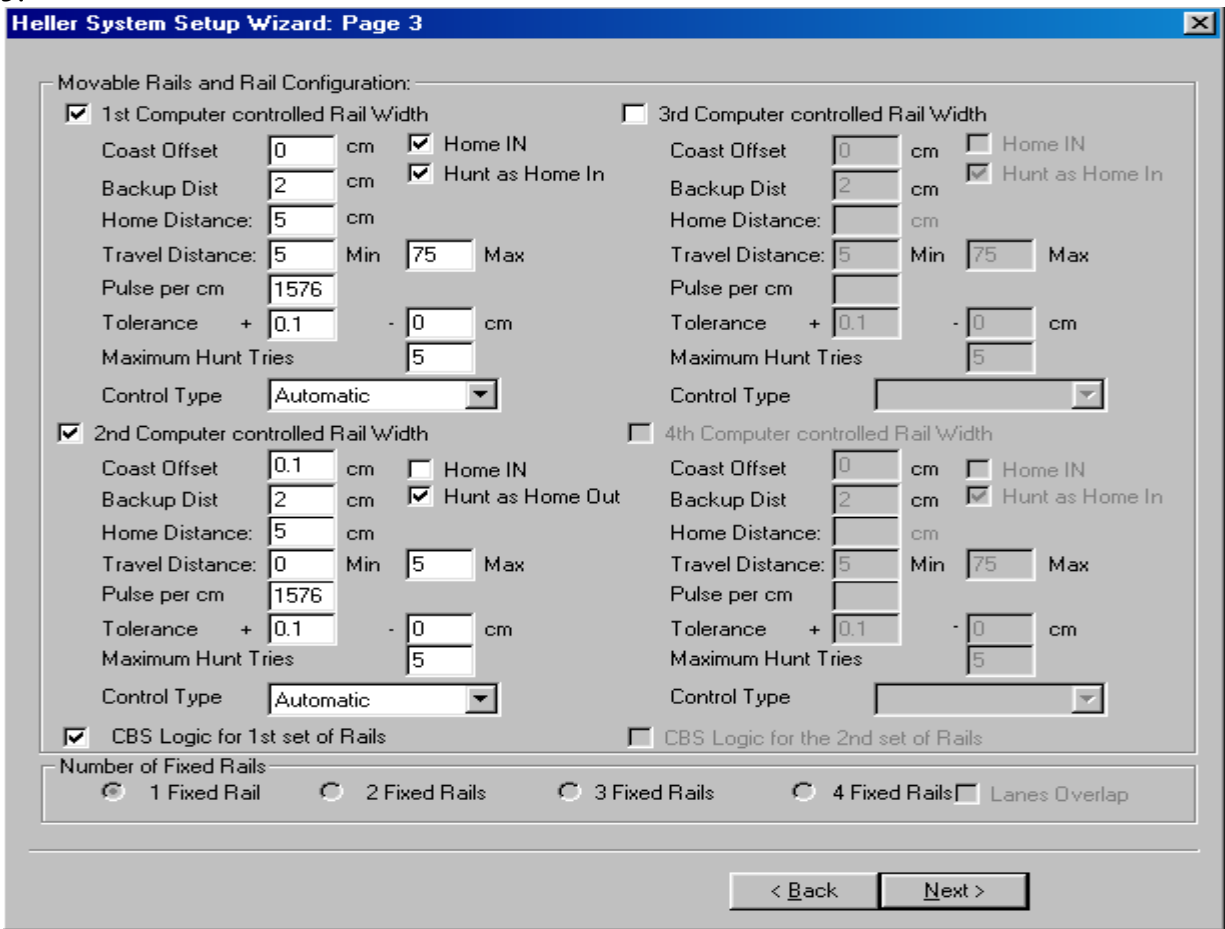 Heller System Setup Wizard: Page 3
Movable Rails and Rail Configuration:
1st Computer controlled Rail Width
Coast Offset 0 cm Home IN
Backup Dist 2 cm Hunt as Home In
Home Distance: 5 cm
Travel Distance: 5 Min 75 Max
Pulse per cm 1576
Tolerance + 0.1 - 0 cm
Maximum Hunt Tries 5
Control Type Automatic
2nd Computer controlled Rail Width
Coast Offset 0.1 cm Home IN
Backup Dist 2 cm Hunt as Home Out
Home Distance: 5 cm
Travel Distance: 0 Min 5 Max
Pulse per cm 1576
Tolerance + 0.1 - 0 cm
Maximum Hunt Tries 5
Control Type Automatic
CBS Logic for 1st set of Rails
3rd Computer controlled Rail Width
Coast Offset 0 cm Home IN
Backup Dist 2 cm Hunt as Home In
Home Distance: cm
Travel Distance: 5 Min 75 Max
Pulse per cm
Tolerance + 0.1 - 0 cm
Maximum Hunt Tries 5
Control Type
4th Computer controlled Rail Width
Coast Offset 0 cm Home IN
Backup Dist 2 cm Hunt as Home In
Home Distance: cm
Travel Distance: 5 Min 75 Max
Pulse per cm
Tolerance + 0.1 - 0 cm
Maximum Hunt Tries 5
Control Type
CBS Logic for the 2nd set of Rails
Number of Fixed Rails
1 Fixed Rail 2 Fixed Rails 3 Fixed Rails 4 Fixed Rails Lanes Overlap
< Back Next >